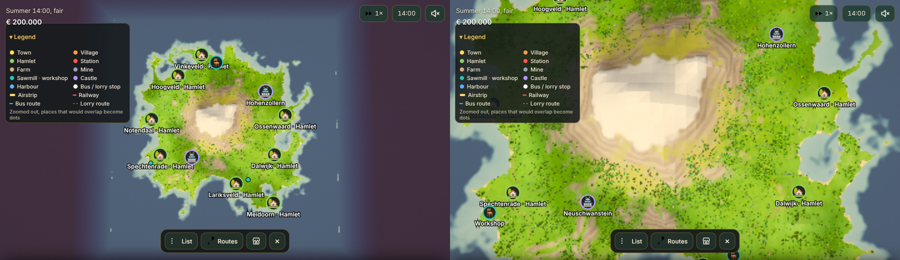 Summer 14:00, fair
€ 200.000
▾ Legend
Town
Village
Hamlet
Station
Farm
Mine
Sawmill · workshop
Castle
Harbour
Bus / lorry stop
Airstrip
Railway
Bus route
Lorry route
Zoomed out, places that would overlap become
dots
1×
14:00
Hoogveld · Hamlet
Hohenzollern
Ossenwaard · Hamlet
Notendaal · Hamlet
Spechtenrade · Hamlet
Dalwijk · Hamlet
Lariksveld · Hamlet
Meidoorn · Hamlet
List
Routes
Summer 14:00, fair
€ 200.000
▾ Legend
Town
Village
Hamlet
Station
Farm
Mine
Sawmill · workshop
Castle
Harbour
Bus / lorry stop
Airstrip
Railway
Bus route
Lorry route
Zoomed out, places that would overlap become
dots
1×
14:00
Hoogveld · Hamlet
Hohenzollern
Ossenwaard · Hamlet
Spechtenrade · Hamlet
Workshop
Neuschwanstein
Dalwijk · Hamlet
List
Routes